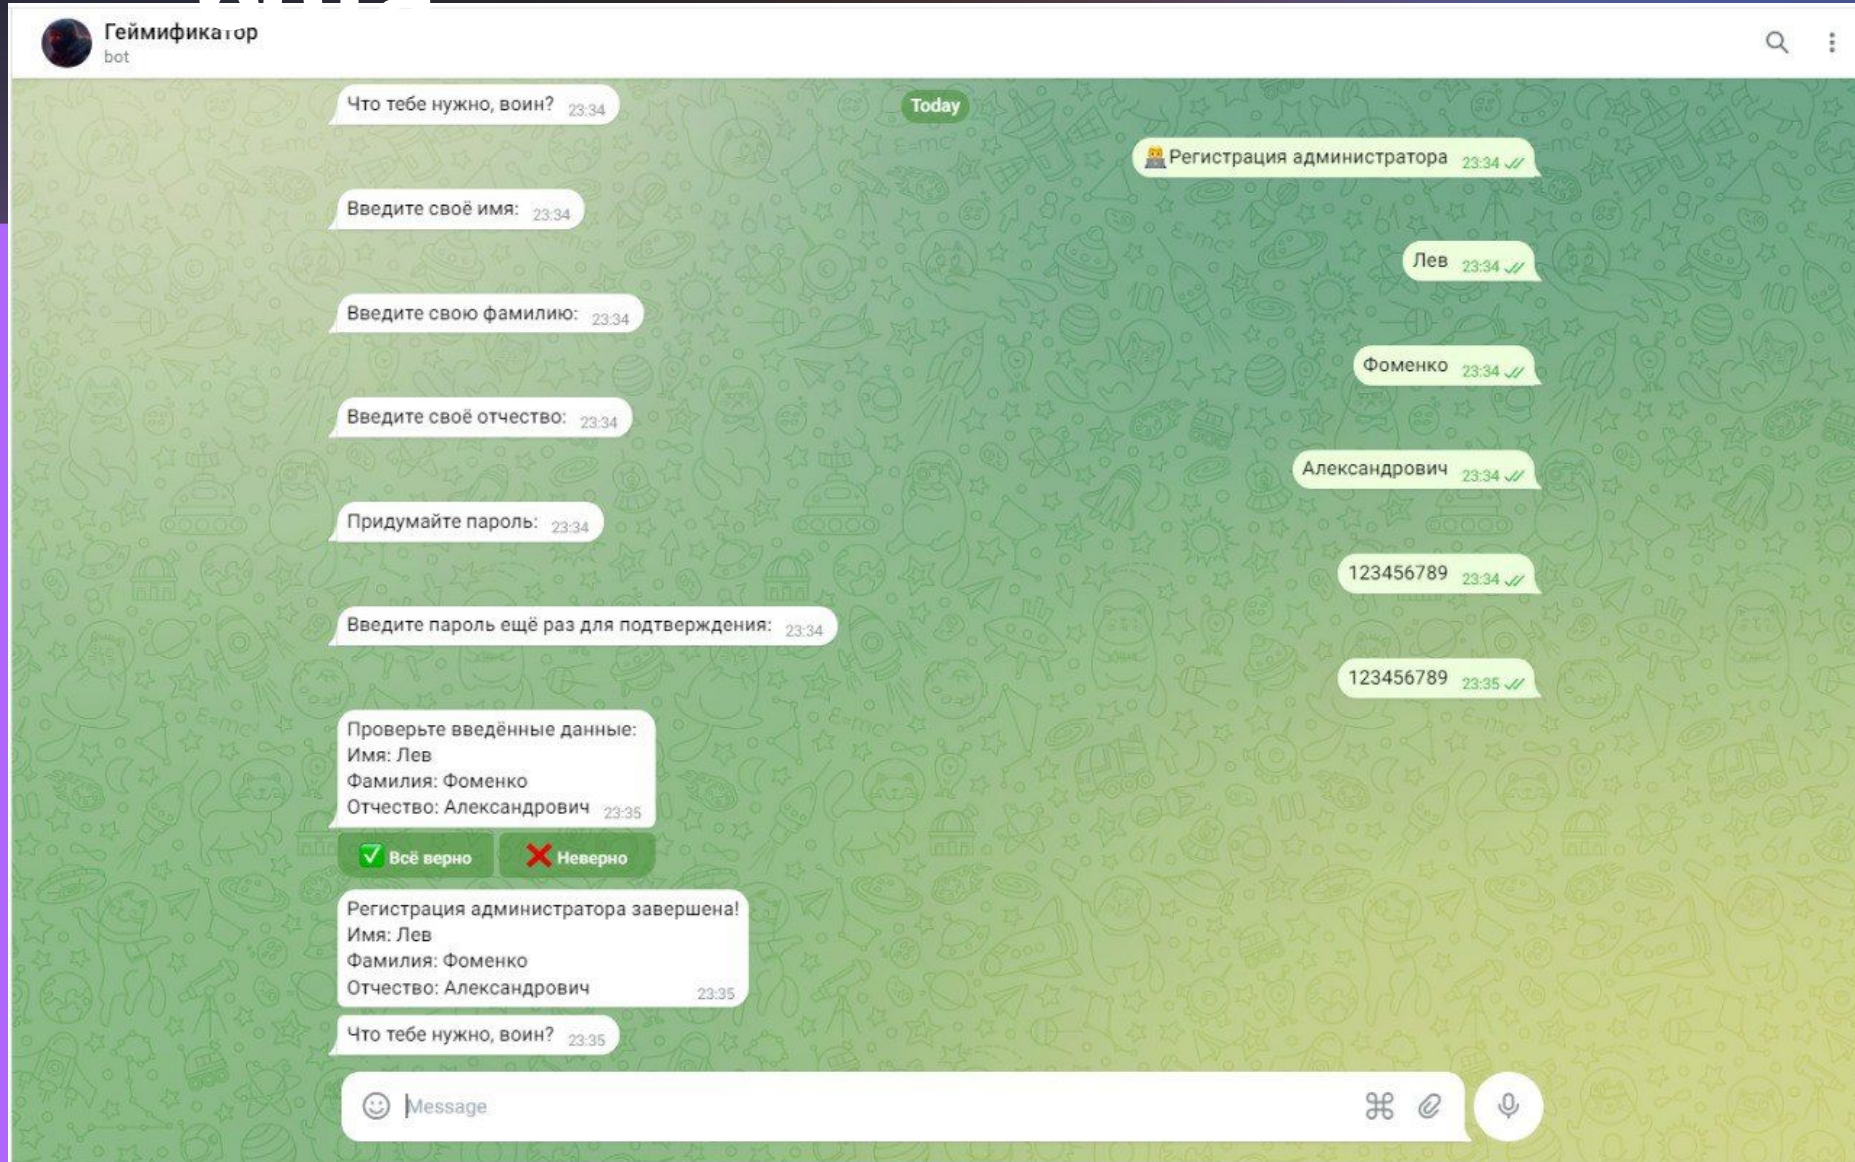 Геймификатор
bot
Today
Что тебе нужно, воин? 23:34
Регистрация администратора 23:34
Введите своё имя: 23:34
Лев 23:34
Введите свою фамилию: 23:34
Фоменко 23:34
Введите своё отчество: 23:34
Александрович 23:34
Придумайте пароль: 23:34
123456789 23:34
Введите пароль ещё раз для подтверждения: 23:34
123456789 23:35
Проверьте введённые данные:
Имя: Лев
Фамилия: Фоменко
Отчество: Александрович 23:35
Всё верно Неверно
Регистрация администратора завершена!
Имя: Лев
Фамилия: Фоменко
Отчество: Александрович 23:35
Что тебе нужно, воин? 23:35
Message